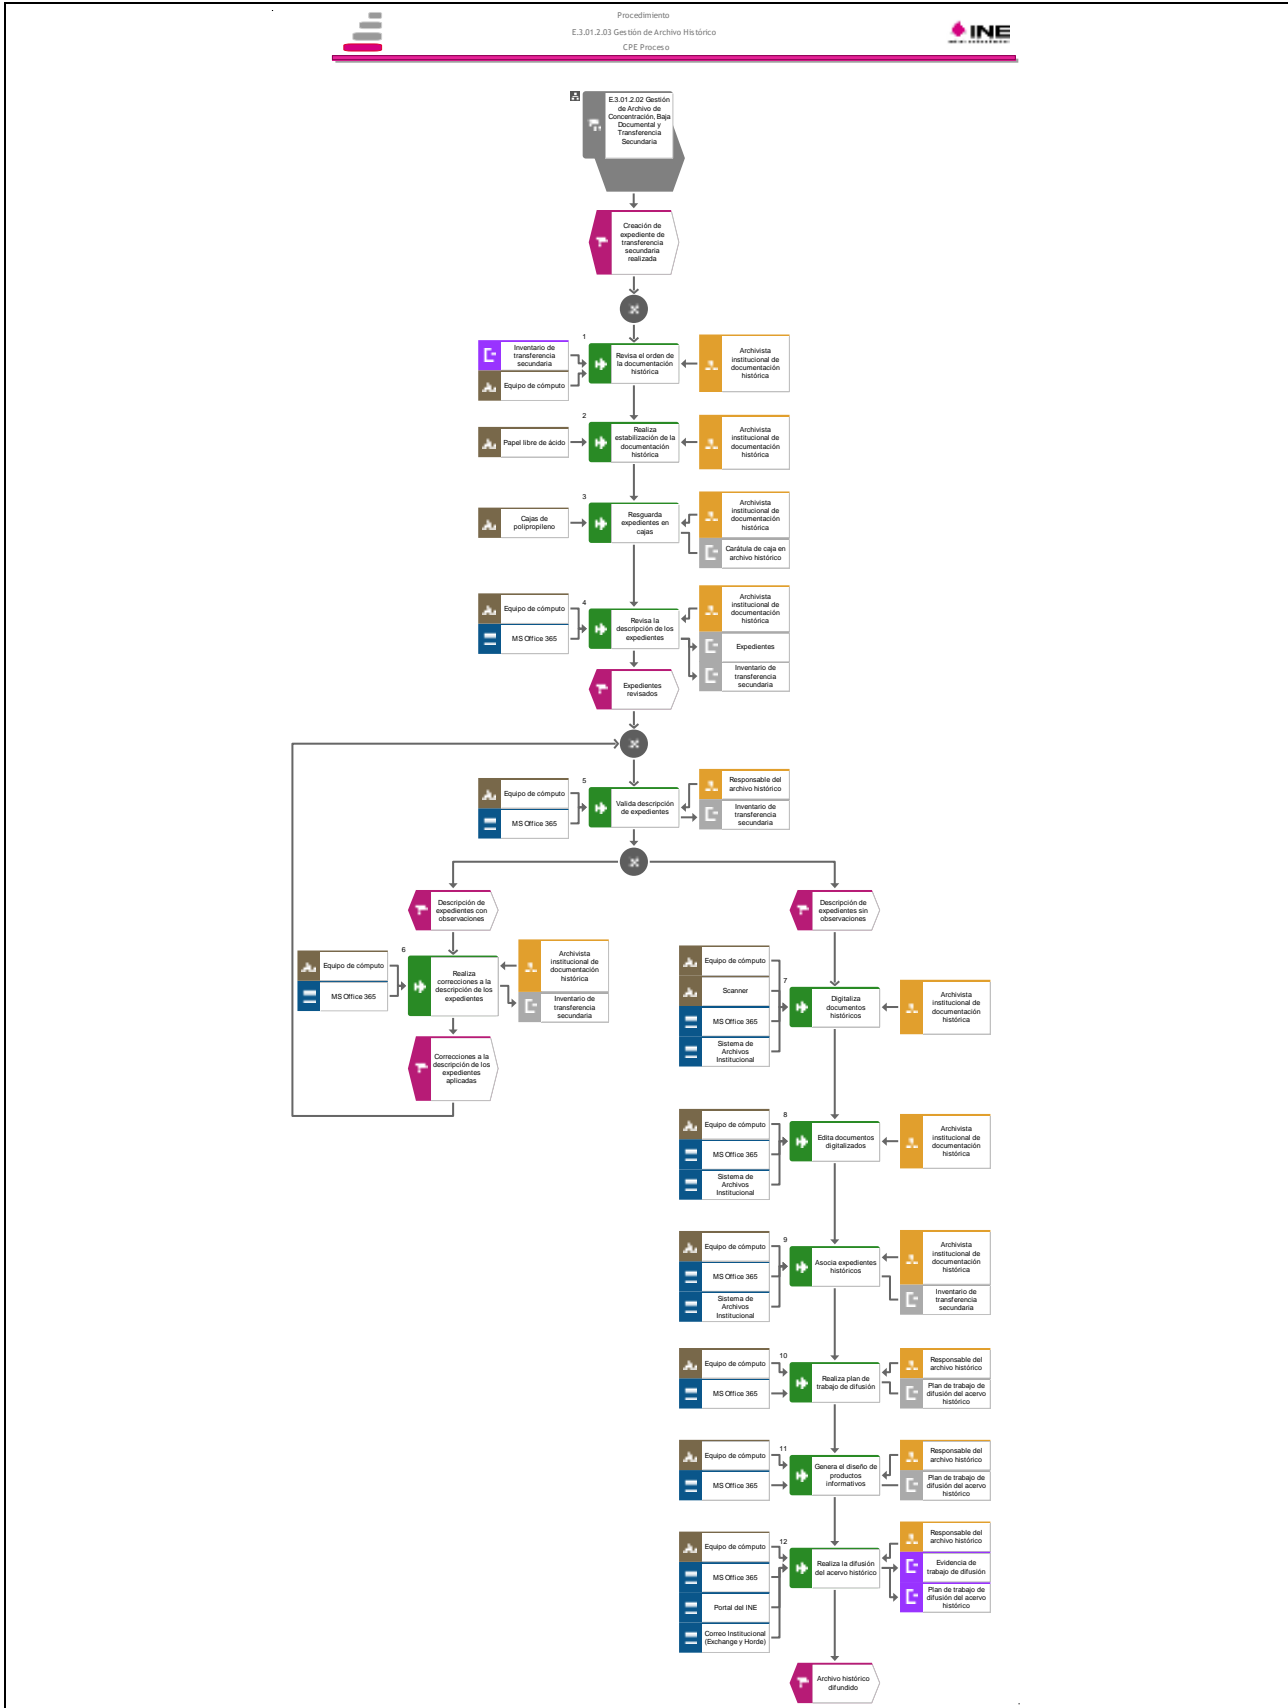 Procedimiento
E.3.01.2.03 Gestión de Archivo Histórico
CPE Proceso
INE
E.3.01.2.02 Gestión
de Archivo de
Concentración, Baja
Documental y
Transferencia
Secundaria
Creación de
expediente de
transferencia
secundaria
realizada
1
Inventario de
transferencia
secundaria
Equipo de cómputo
Revisa el orden de
la documentación
histórica
Archivista
institucional de
documentación
histórica
2
Papel libre de ácido
Realiza
estabilización de la
documentación
histórica
Archivista
institucional de
documentación
histórica
3
Cajas de
polipropileno
Resguarda
expedientes en
cajas
Archivista
institucional de
documentación
histórica
Carátula de caja en
archivo histórico
4
Equipo de cómputo
MS Office 365
Revisa la
descripción de los
expedientes
Archivista
institucional de
documentación
histórica
Expedientes
Inventario de
transferencia
secundaria
Expedientes
revisados
5
Equipo de cómputo
MS Office 365
Valida descripción
de expedientes
Responsable del
archivo histórico
Inventario de
transferencia
secundaria
Descripción de
expedientes con
observaciones
Descripción de
expedientes sin
observaciones
6
Equipo de cómputo
MS Office 365
Realiza
correcciones a la
descripción de los
expedientes
Archivista
institucional de
documentación
histórica
Inventario de
transferencia
secundaria
Correcciones a la
descripción de los
expedientes
aplicadas
7
Equipo de cómputo
Scanner
MS Office 365
Sistema de
Archivos
Institucional
Digitaliza
documentos
históricos
Archivista
institucional de
documentación
histórica
8
Equipo de cómputo
MS Office 365
Sistema de
Archivos
Institucional
Edita documentos
digitalizados
Archivista
institucional de
documentación
histórica
9
Equipo de cómputo
MS Office 365
Sistema de
Archivos
Institucional
Asocia expedientes
históricos
Archivista
institucional de
documentación
histórica
Inventario de
transferencia
secundaria
10
Equipo de cómputo
MS Office 365
Realiza plan de
trabajo de difusión
Responsable del
archivo histórico
Plan de trabajo de
difusión del acervo
histórico
11
Equipo de cómputo
MS Office 365
Genera el diseño de
productos
informativos
Responsable del
archivo histórico
Plan de trabajo de
difusión del acervo
histórico
12
Equipo de cómputo
MS Office 365
Portal del INE
Correo Institucional
(Exchange y Horde)
Realiza la difusión
del acervo histórico
Responsable del
archivo histórico
Evidencia de
trabajo de difusión
Plan de trabajo de
difusión del acervo
histórico
Archivo histórico
difundido